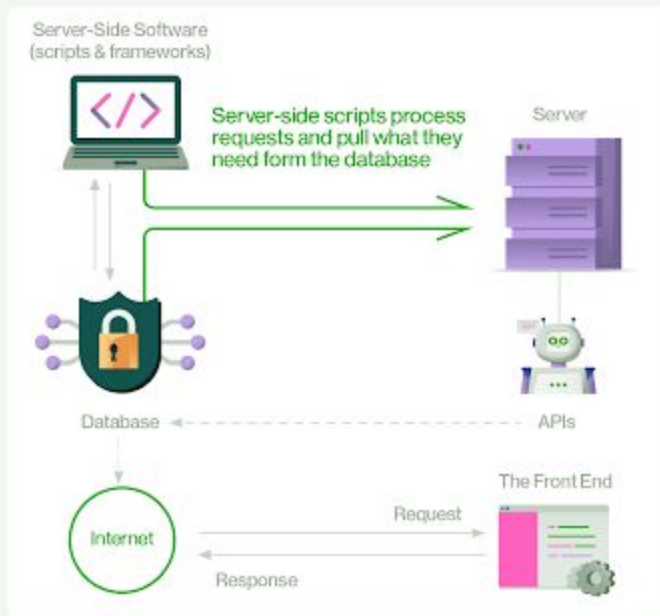 Server-Side Software
(scripts & frameworks)
Server-side scripts process
requests and pull what they
need form the database
Server
Database
APIs
The Front End
Internet
Request
Response